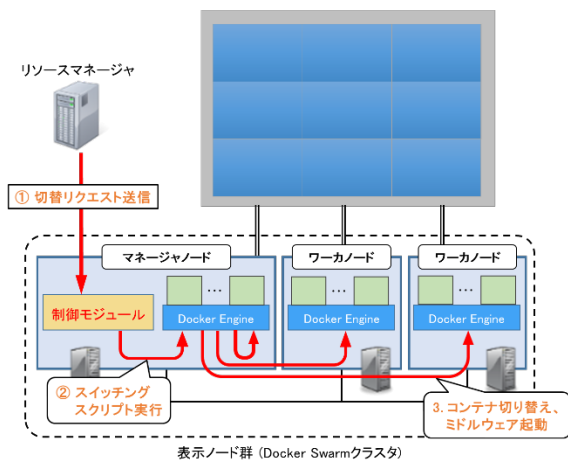 リソースマネージャ
① 切替リクエスト送信
マネージャノード
ワーカノード
ワーカノード
制御モジュール
…
Docker Engine
…
Docker Engine
…
Docker Engine
② スイッチング
スクリプト実行
3. コンテナ切り替え、
ミドルウェア起動
表示ノード群 (Docker Swarmクラスタ)